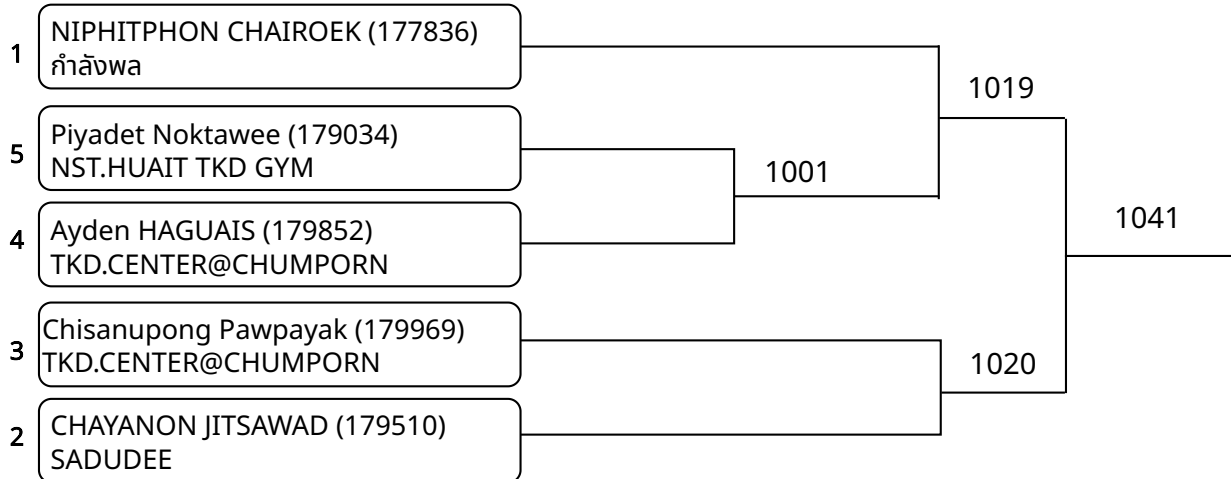 1
NIPHITPHON CHAIROEK (177836)
กำลังพล
1019
5
Piyadet Noktawee (179034)
NST.HUAIT TKD GYM
1001
4
Ayden HAGUAIS (179852)
TKD.CENTER@CHUMPORN
1041
3
Chisanupong Pawpayak (179969)
TKD.CENTER@CHUMPORN
1020
2
CHAYANON JITSAWAD (179510)
SADUDEE